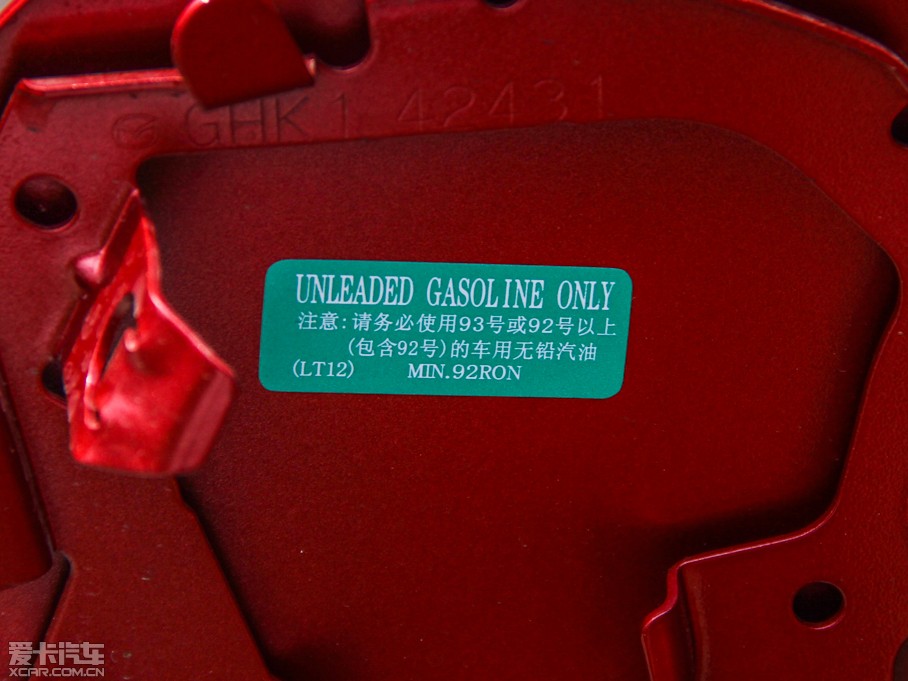 GHK1 42431
UNLEADED GASOLINE ONLY
注意:请务必使用93号或92号以上
(包含92号)的车用无铅汽油
(LT12) MIN.92RON
爱卡汽车
XCAR.COM.CN